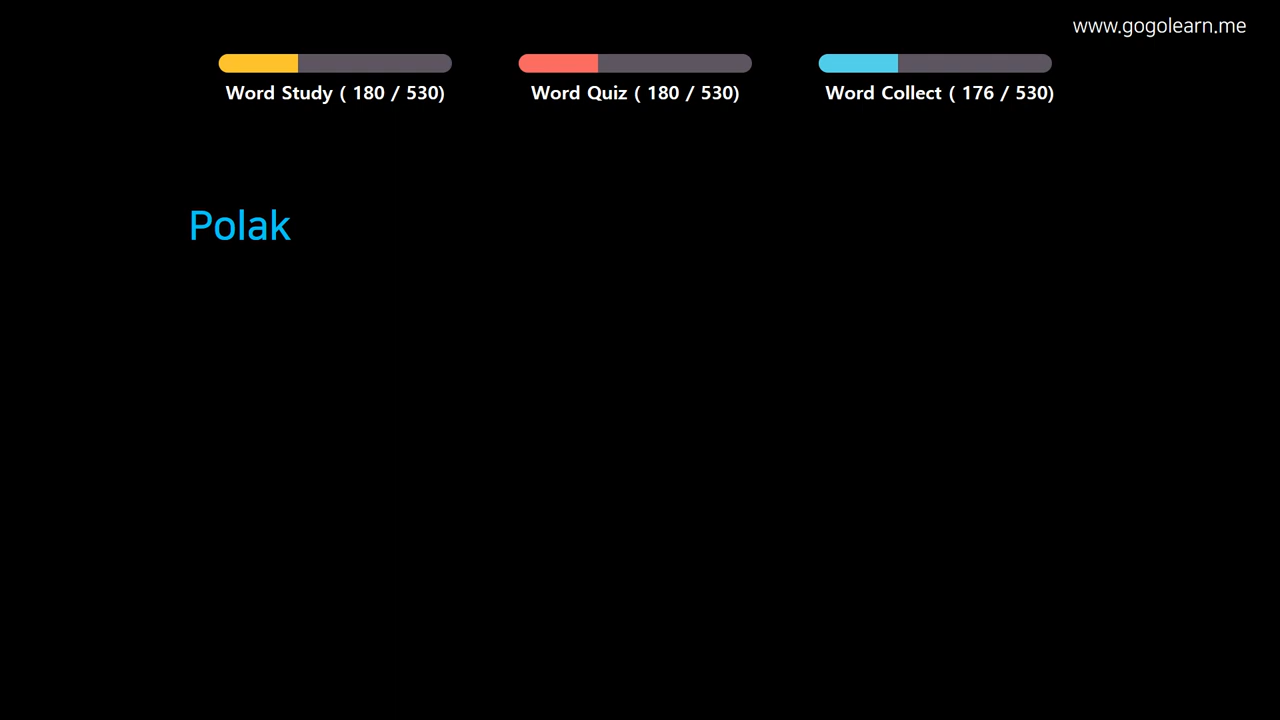 www.gogolearn.me
Word Study ( 180 / 530)
Word Quiz ( 180 / 530)
Word Collect ( 176 / 530)
Polak